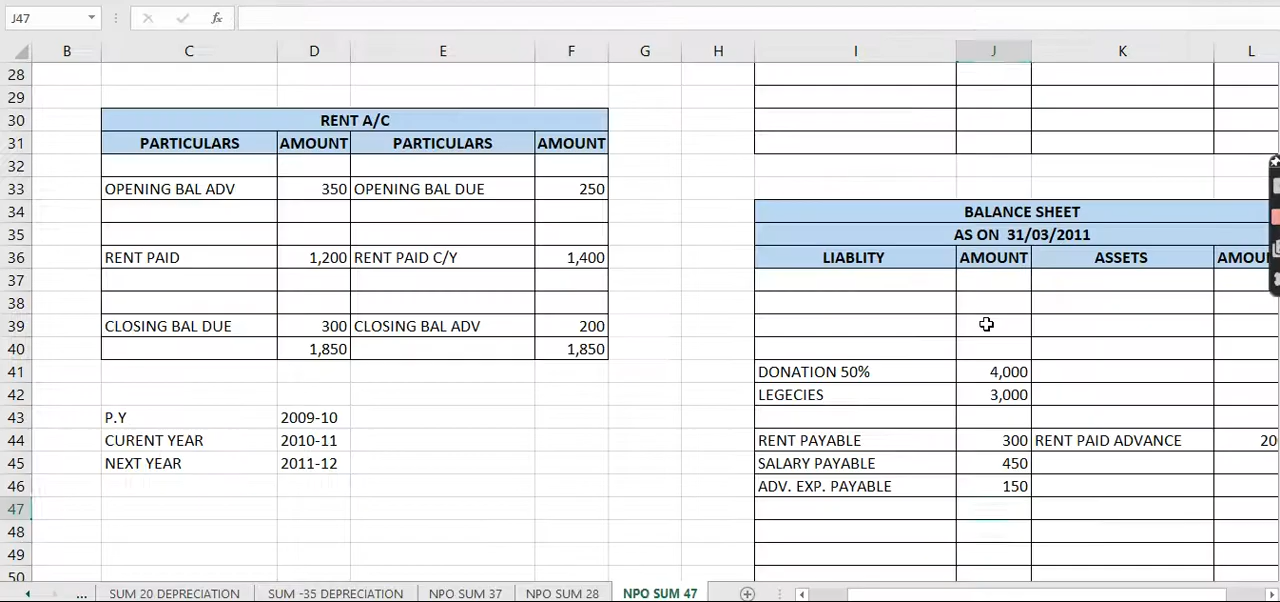 J47 fx
B C D E F G H I J K L
28
29
30 RENT A/C
31 PARTICULARS AMOUNT PARTICULARS AMOUNT
32
33 OPENING BAL ADV 350 OPENING BAL DUE 250
34 BALANCE SHEET
35 AS ON 31/03/2011
36 RENT PAID 1,200 RENT PAID C/Y 1,400 LIABLITY AMOUNT ASSETS AMOU
37
38
39 CLOSING BAL DUE 300 CLOSING BAL ADV 200
40 1,850 1,850
41 DONATION 50% 4,000
42 LEGECIES 3,000
43 P.Y 2009-10
44 CURENT YEAR 2010-11 RENT PAYABLE 300 RENT PAID ADVANCE 20
45 NEXT YEAR 2011-12 SALARY PAYABLE 450
46 ADV. EXP. PAYABLE 150
47
48
49
50
... SUM 20 DEPRECIATION SUM -35 DEPRECIATION NPO SUM 37 NPO SUM 28 NPO SUM 47